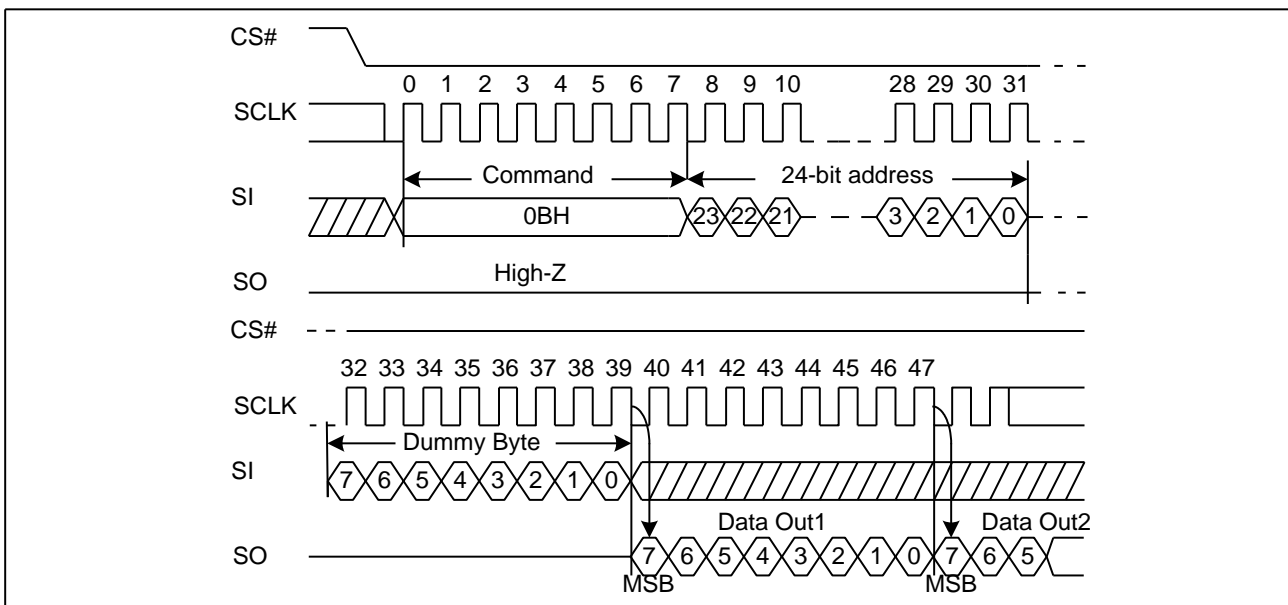 CS#
0 1 2 3 4 5 6 7 8 9 10 28 29 30 31
SCLK
Command 24-bit address
SI
0BH 23 22 21 3 2 1 0
High-Z
SO
CS#
32 33 34 35 36 37 38 39 40 41 42 43 44 45 46 47
SCLK
Dummy Byte
SI
7 6 5 4 3 2 1 0
Data Out1 Data Out2
SO
7 6 5 4 3 2 1 0 7 6 5
MSB MSB